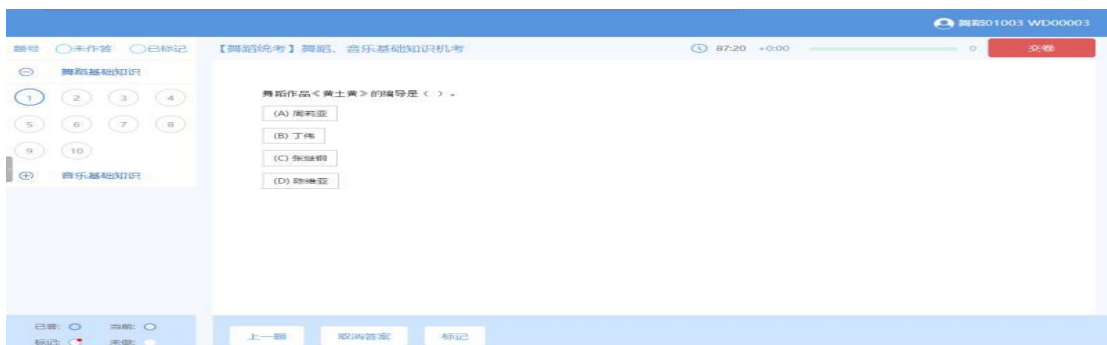 舞蹈01003 WD00003
题号 未作答 已标记
【舞蹈统考】舞蹈、音乐基础知识机考
87:20 +0:00
0
交卷
舞蹈基础知识
1 2 3 4
5 6 7 8
9 10
音乐基础知识
舞蹈作品《黄土黄》的编导是（ ）。
(A) 周莉亚
(B) 丁伟
(C) 张继钢
(D) 陈维亚
已答: 当前:
标记: 未做:
上一题 取消答案 标记